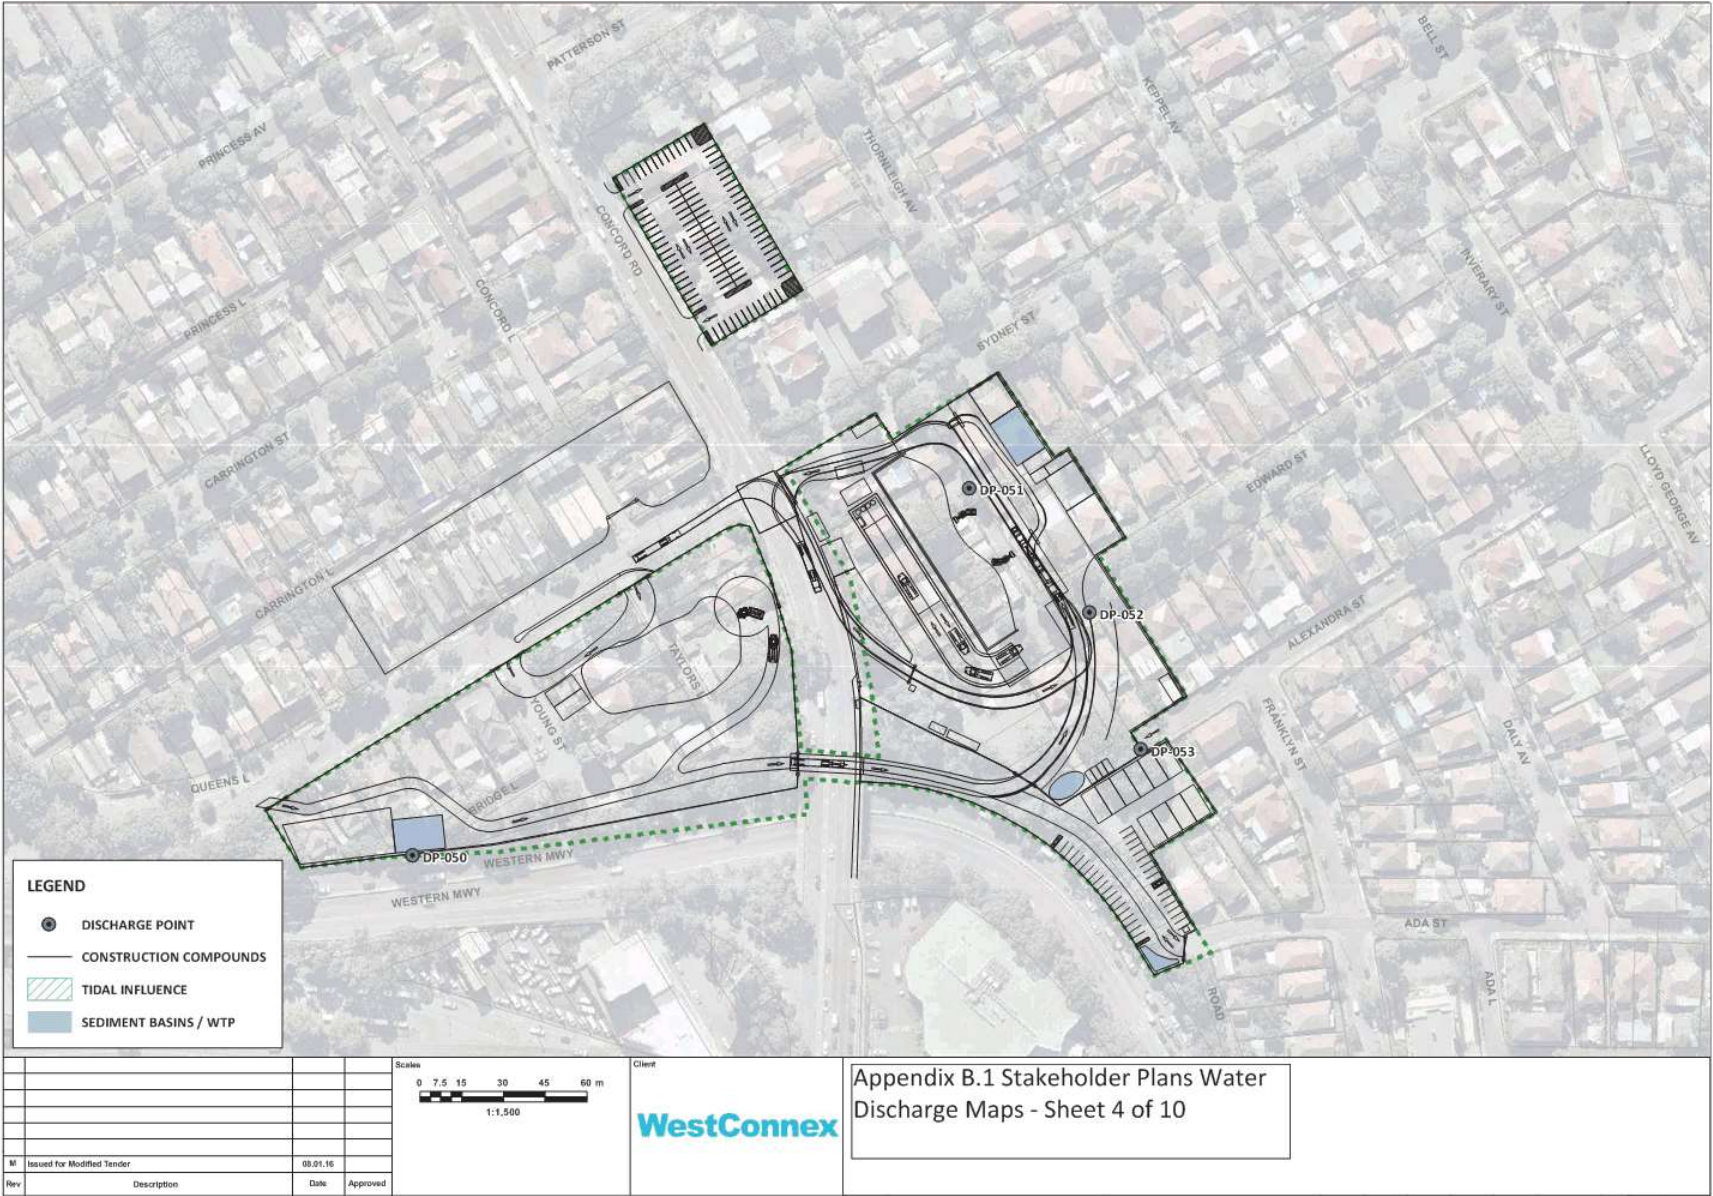 PATTERSON ST
BELL ST
KEPPEL AV
PRINCESS AV
THORNLEIGH AV
CONCORD RD
INVERARY ST
CONCORD L
PRINCESS L
SYDNEY ST
CARRINGTON ST
EDWARD ST
LLOYD GEORGE AV
DP-051
CARRINGTON L
DP-052
ALEXANDRA ST
TAYLORS
YOUNG ST
FRANKLYN ST
DALY AV
DP-053
QUEENS L
BRIDGE L
DP-050
WESTERN MWY
WESTERN MWY
ADA ST
ADA L
ROAD
LEGEND
DISCHARGE POINT
CONSTRUCTION COMPOUNDS
TIDAL INFLUENCE
SEDIMENT BASINS / WTP
Scales
0 7.5 15 30 45 60 m
1:1,500
Client
WestConnex
Appendix B.1 Stakeholder Plans Water
Discharge Maps - Sheet 4 of 10
M Issued for Modified Tender 08.01.16
Rev Description Date Approved